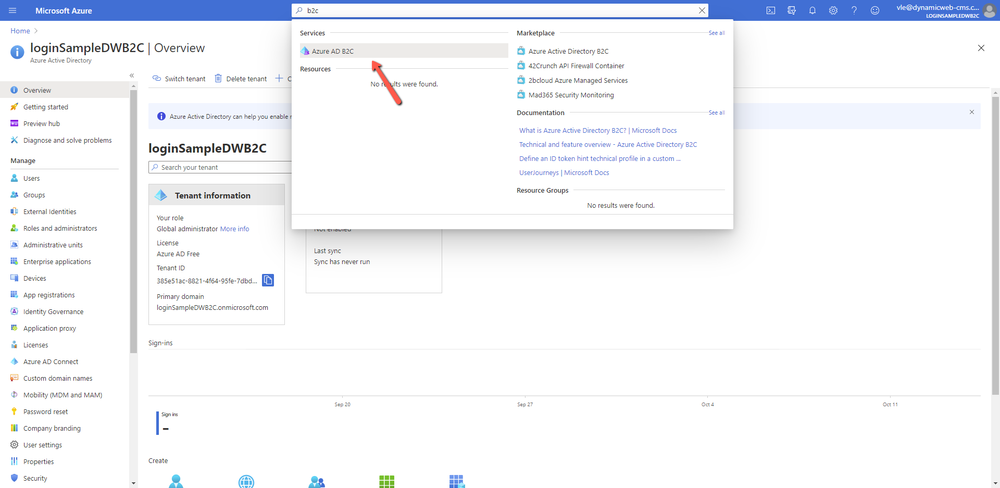 Microsoft Azure
b2c
vle@dynamicweb-cms.c...
LOGINSAMPLEDWB2C
Home
loginSampleDWB2C | Overview
Azure Active Directory
Services
Azure AD B2C
Resources
No results were found.
Marketplace
See all
Azure Active Directory B2C
42Crunch API Firewall Container
2bcloud Azure Managed Services
Mad365 Security Monitoring
Documentation
See all
What is Azure Active Directory B2C? | Microsoft Docs
Technical and feature overview - Azure Active Directory B2C
Define an ID token hint technical profile in a custom ...
UserJourneys | Microsoft Docs
Resource Groups
No results were found.
Overview
Getting started
Preview hub
Diagnose and solve problems
Manage
Users
Groups
External Identities
Roles and administrators
Administrative units
Enterprise applications
Devices
App registrations
Identity Governance
Application proxy
Licenses
Azure AD Connect
Custom domain names
Mobility (MDM and MAM)
Password reset
Company branding
User settings
Properties
Security
Switch tenant
Delete tenant
Azure Active Directory can help you enable
loginSampleDWB2C
Search your tenant
Tenant information
Your role
Global administrator More info
License
Azure AD Free
Tenant ID
385e51ac-8821-4f64-95fe-7dbd...
Primary domain
loginSampleDWB2C.onmicrosoft.com
Not enabled
Last sync
Sync has never run
Sign-ins
Sep 20
Sep 27
Oct 4
Oct 11
Sign ins
--
Create